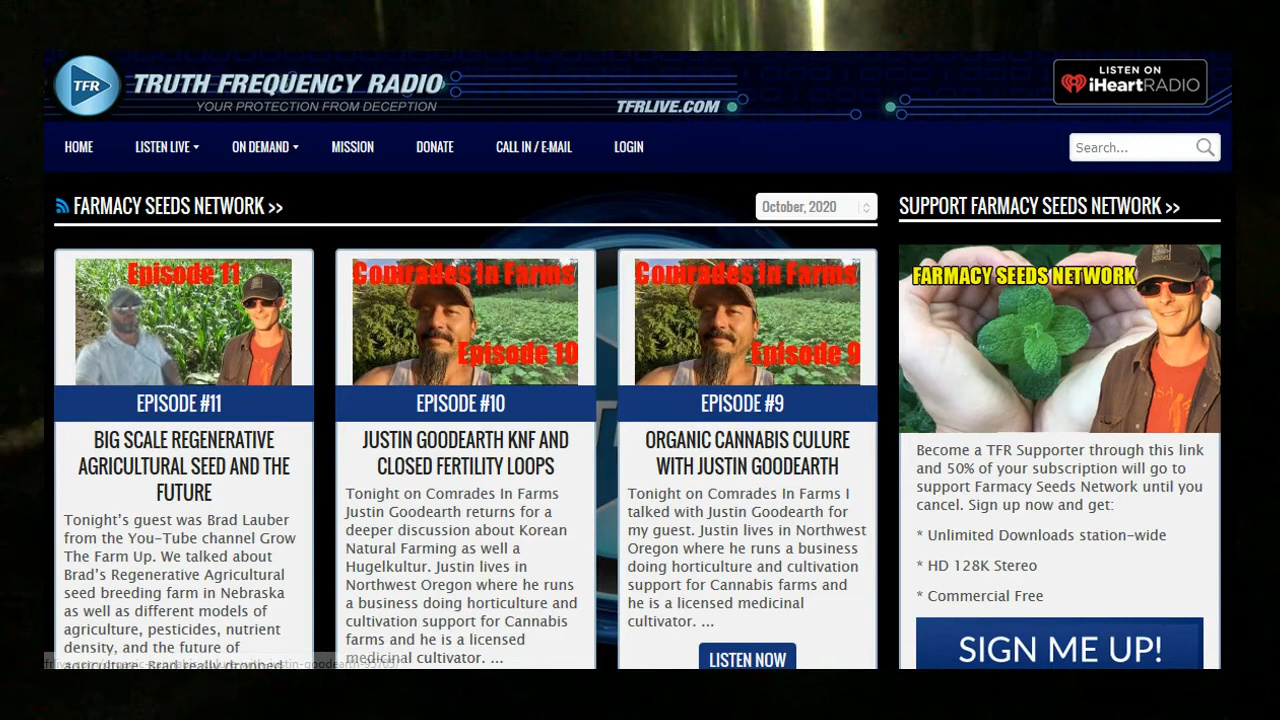 TFR
TRUTH FREQUENCY RADIO
YOUR PROTECTION FROM DECEPTION
TFRLIVE.COM
LISTEN ON
iHeartRADIO
HOME
LISTEN LIVE
ON DEMAND
MISSION
DONATE
CALL IN / E-MAIL
LOGIN
Search...
FARMACY SEEDS NETWORK >>
October, 2020
SUPPORT FARMACY SEEDS NETWORK >>
Episode 11
EPISODE #11
BIG SCALE REGENERATIVE
AGRICULTURAL SEED AND THE
FUTURE
Tonight's guest was Brad Lauber
from the You-Tube channel Grow
The Farm Up. We talked about
Brad's Regenerative Agricultural
seed breeding farm in Nebraska
as well as different models of
agriculture, pesticides, nutrient
density, and the future of
Comrades In Farms
Episode 10
EPISODE #10
JUSTIN GOODEARTH KNF AND
CLOSED FERTILITY LOOPS
Tonight on Comrades In Farms
Justin Goodearth returns for a
deeper discussion about Korean
Natural Farming as well a
Hugelkultur. Justin lives in
Northwest Oregon where he runs
a business doing horticulture and
cultivation support for Cannabis
farms and he is a licensed
medicinal cultivator. ...
Comrades In Farms
Episode 9
EPISODE #9
ORGANIC CANNABIS CULURE
WITH JUSTIN GOODEARTH
Tonight on Comrades In Farms I
talked with Justin Goodearth for
my guest. Justin lives in Northwest
Oregon where he runs a business
doing horticulture and cultivation
support for Cannabis farms and
he is a licensed medicinal
cultivator. ...
LISTEN NOW
FARMACY SEEDS NETWORK
Become a TFR Supporter through this link
and 50% of your subscription will go to
support Farmacy Seeds Network until you
cancel. Sign up now and get:
* Unlimited Downloads station-wide
* HD 128K Stereo
* Commercial Free
SIGN ME UP!